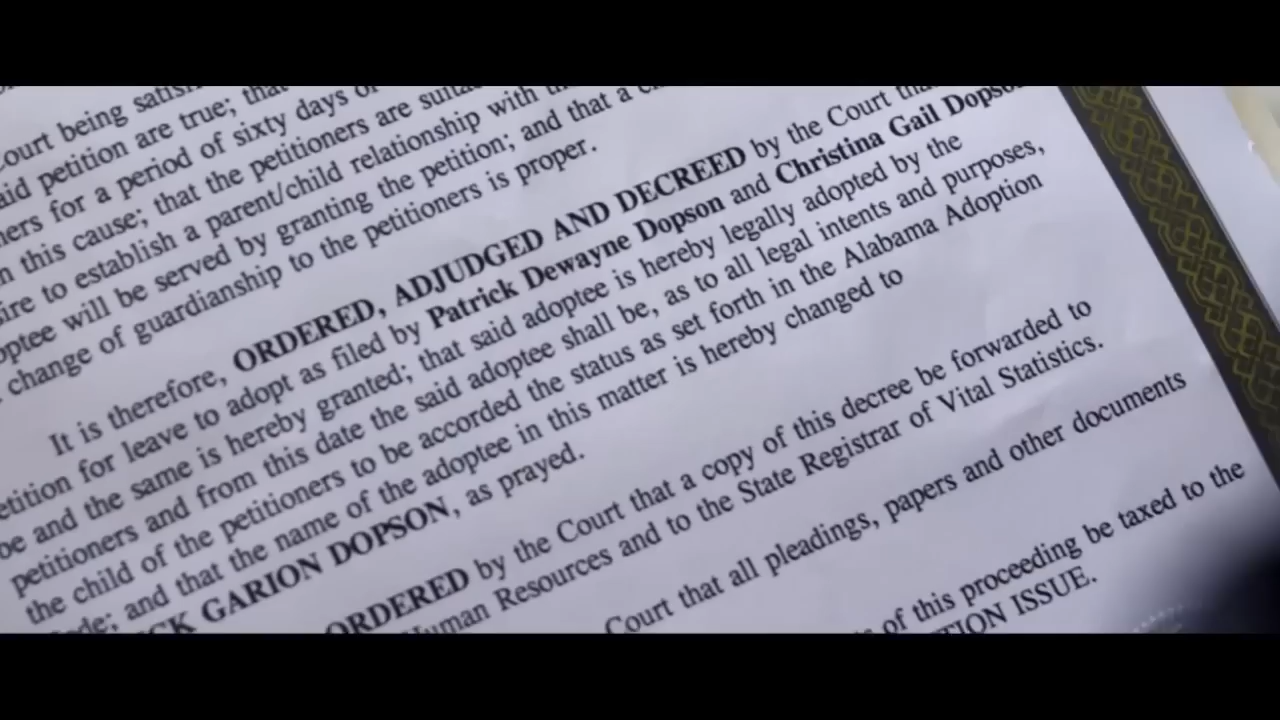 Court being
aid petition are true; that
ners for a period of sixty days of
n this cause; that the petitioners are
ire to establish a parent/child relationship with
optee will be served by granting the petition; and that a
change of guardianship to the petitioners is proper.
It is therefore, ORDERED, ADJUDGED AND DECREED by the Court
etition for leave to adopt as filed by Patrick Dewayne Dopson and Christina Gail Dopson
be and the same is hereby granted; that said adoptee is hereby legally adopted by the
petitioners and from this date the said adoptee shall be, as to all legal intents and purposes,
the child of the petitioners to be accorded the status as set forth in the Alabama Adoption
de; and that the name of the adoptee in this matter is hereby changed to
CK GARION DOPSON, as prayed.
ORDERED by the Court that a copy of this decree be forwarded to
Human Resources and to the State Registrar of Vital Statistics.
Court that all pleadings, papers and other documents
of this proceeding be taxed to the
TION ISSUE.